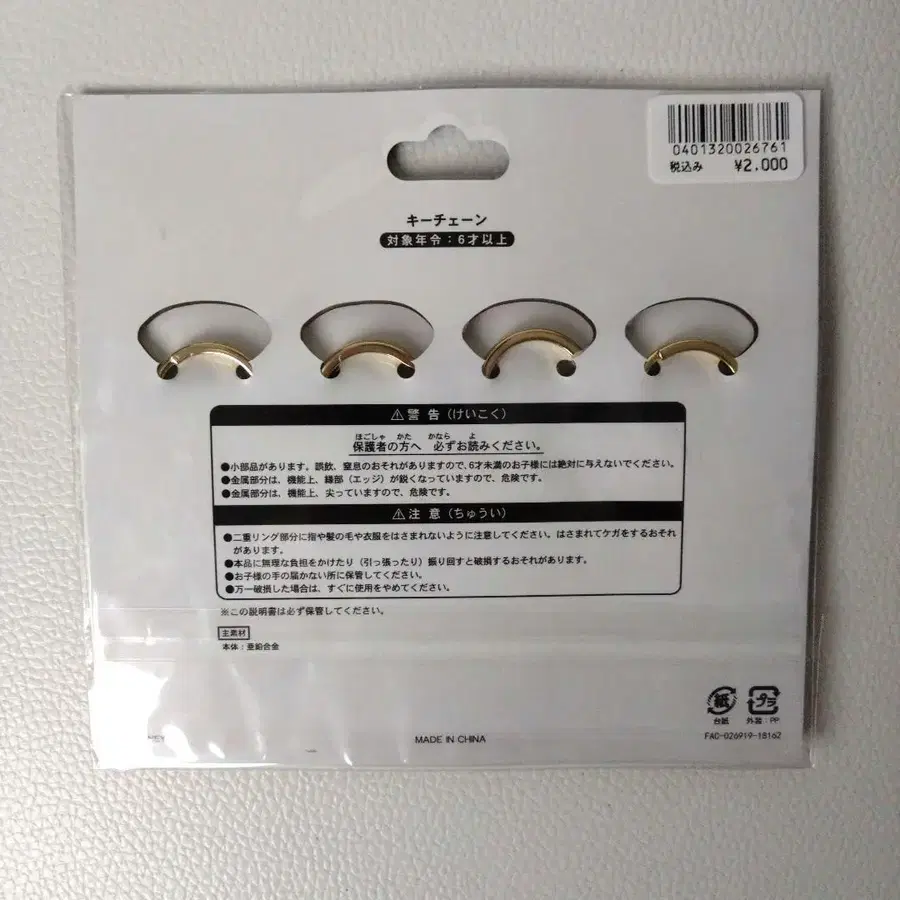 0401320026761
税込み ¥2.000
キーチェーン
対象年令：6才以上
⚠警 告（けいこく）
ほごしゃ かた かなら よ
保護者の方へ 必ずお読みください。
●小部品があります。誤飲、窒息のおそれがありますので、6才未満のお子様には絶対に与えないでください。
●金属部分は、機能上、縁部（エッジ）が鋭くなっていますので、危険です。
●金属部分は、機能上、尖っていますので、危険です。
⚠注 意（ちゅうい）
●二重リング部分に指や髪の毛や衣服をはさまれないように注意してください。はさまれてケガをするおそれ
があります。
●本品に無理な負担をかけたり（引っ張ったり）振り回すと破損するおそれがあります。
●お子様の手の届かない所に保管してください。
●万一破損した場合は、すぐに使用をやめてください。
※この説明書は必ず保管してください。
主素材
本体：亜鉛合金
紙 プラ
台紙 外装：PP
MADE IN CHINA
FAC-026919-18162